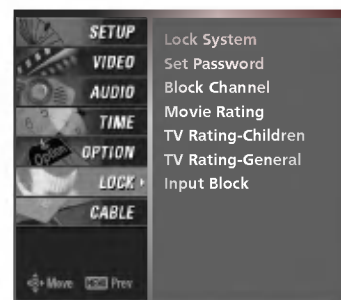 SETUP
VIDEO
AUDIO
TIME
OPTION
LOCK
CABLE
Move Prev
Lock System
Set Password
Block Channel
Movie Rating
TV Rating-Children
TV Rating-General
Input Block